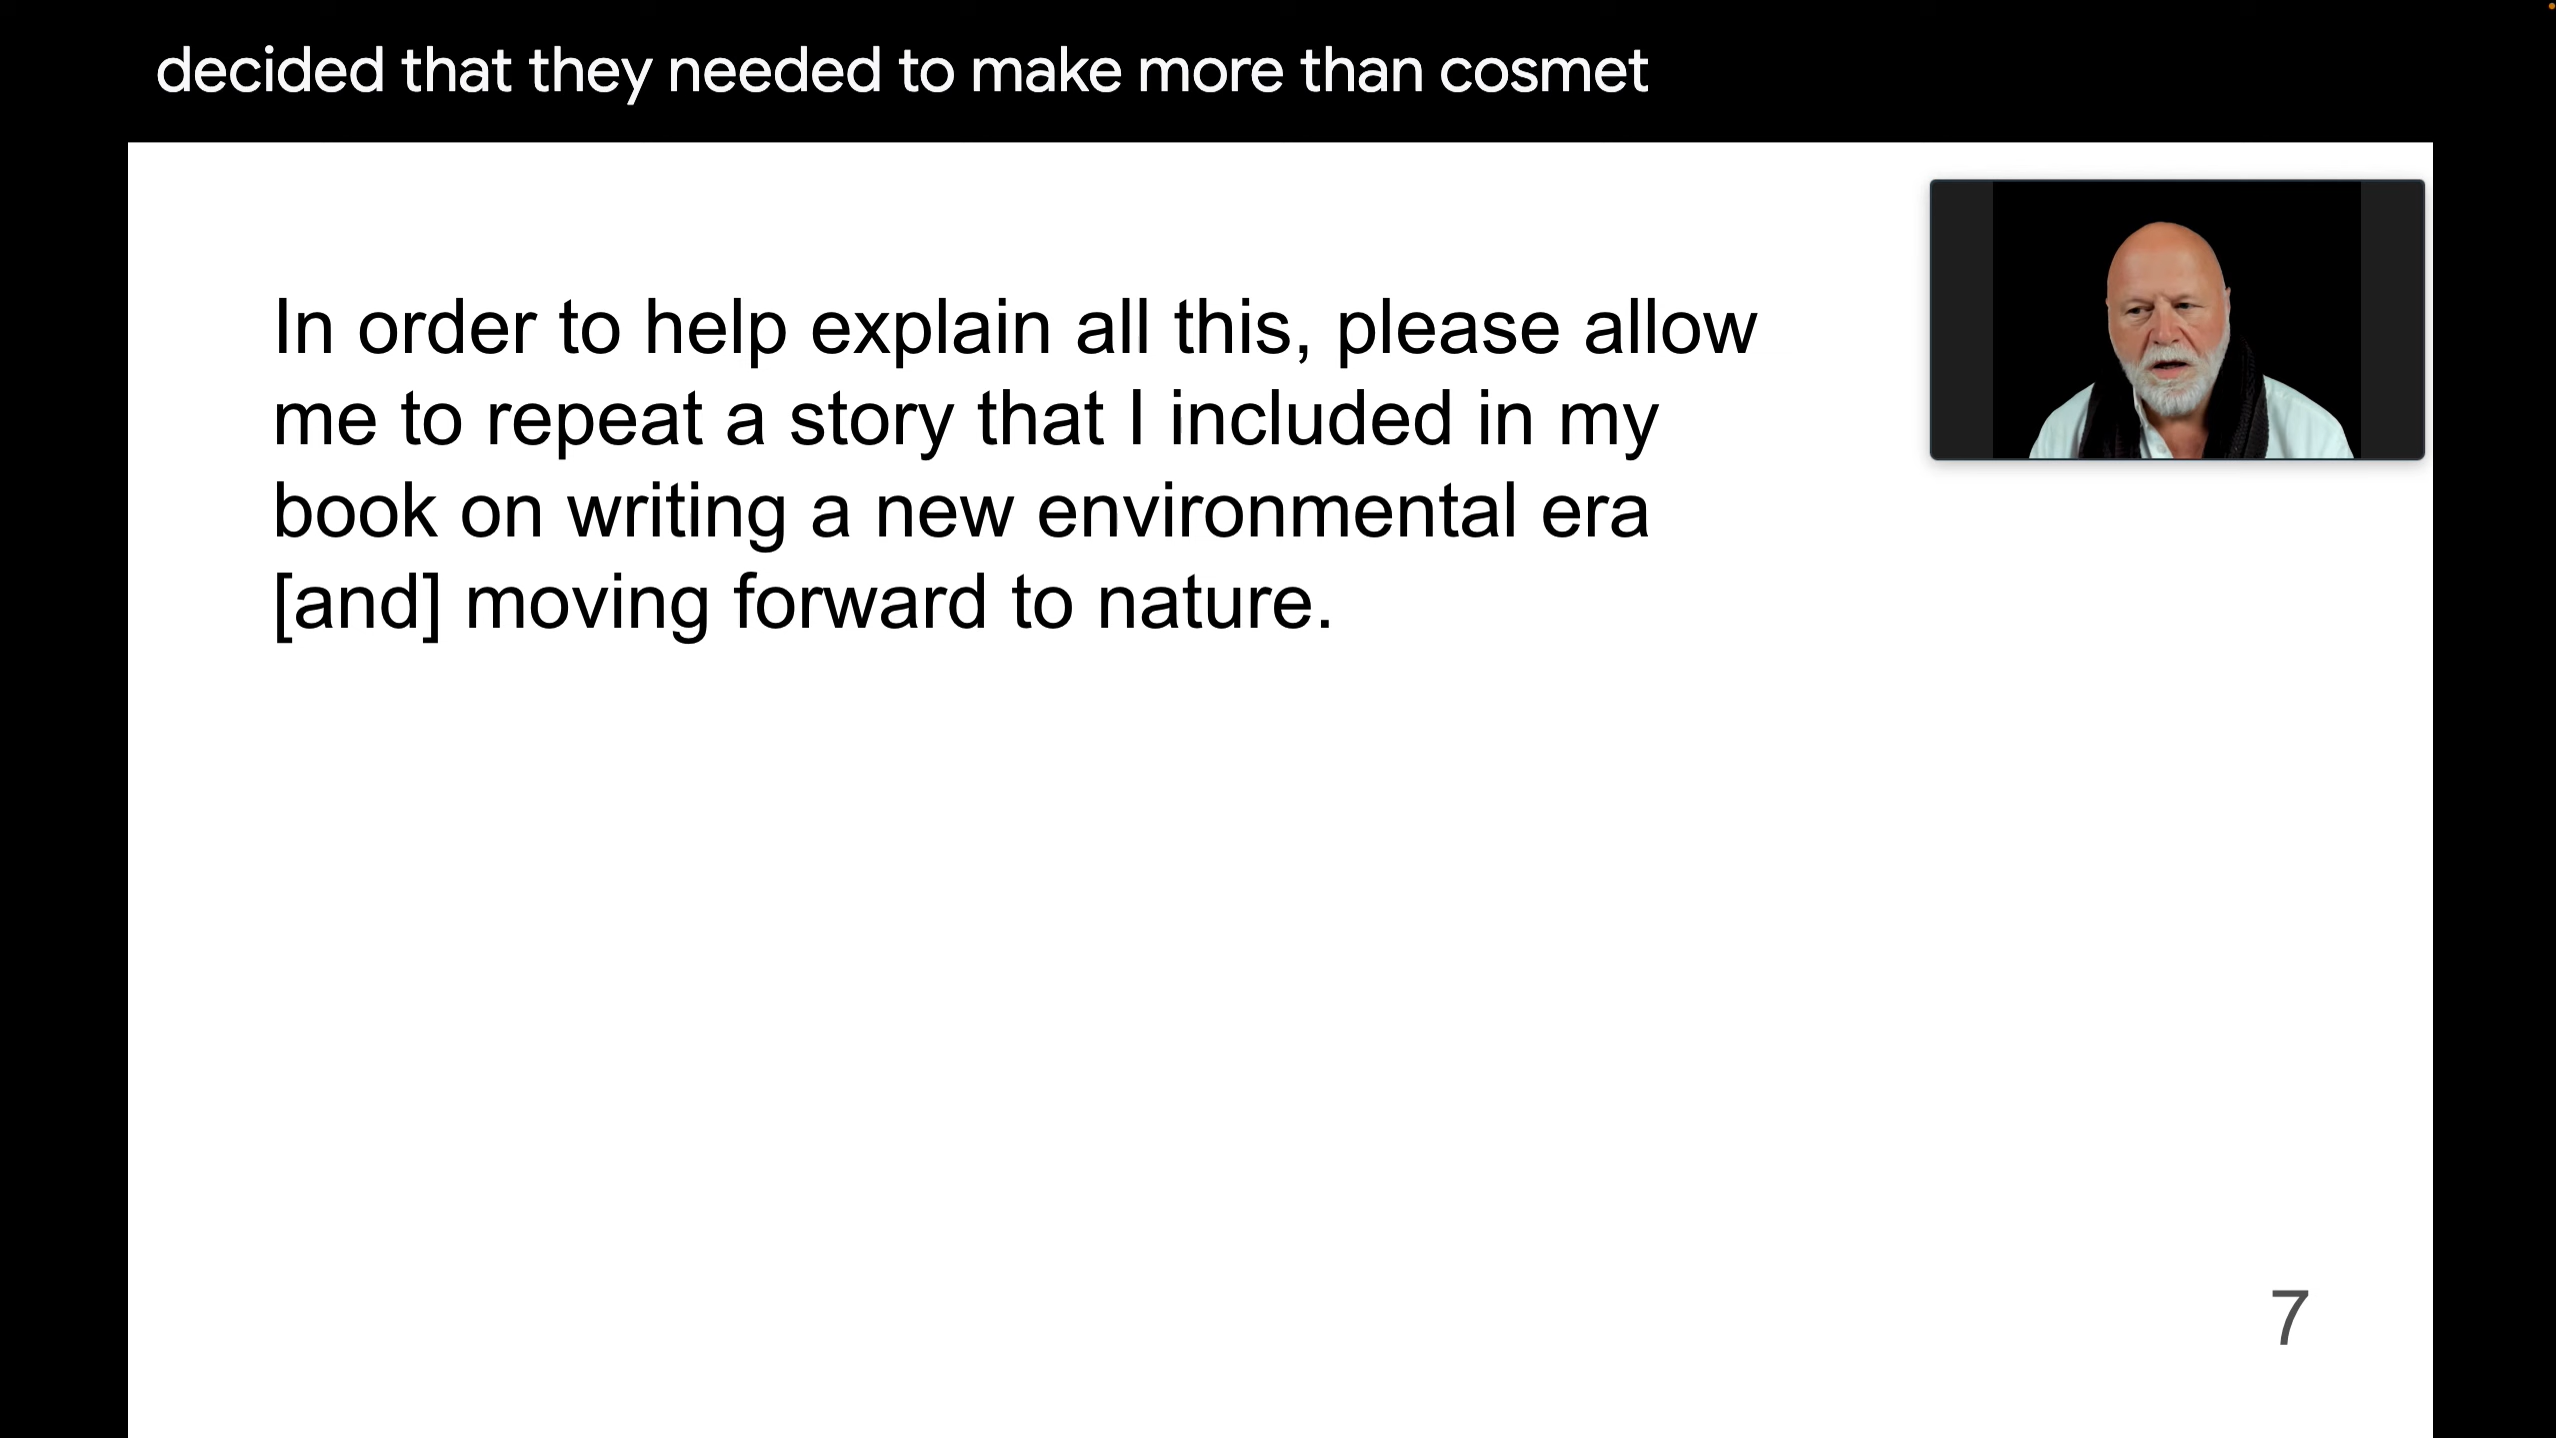 decided that they needed to make more than cosmet
In order to help explain all this, please allow
me to repeat a story that I included in my
book on writing a new environmental era
[and] moving forward to nature.
7